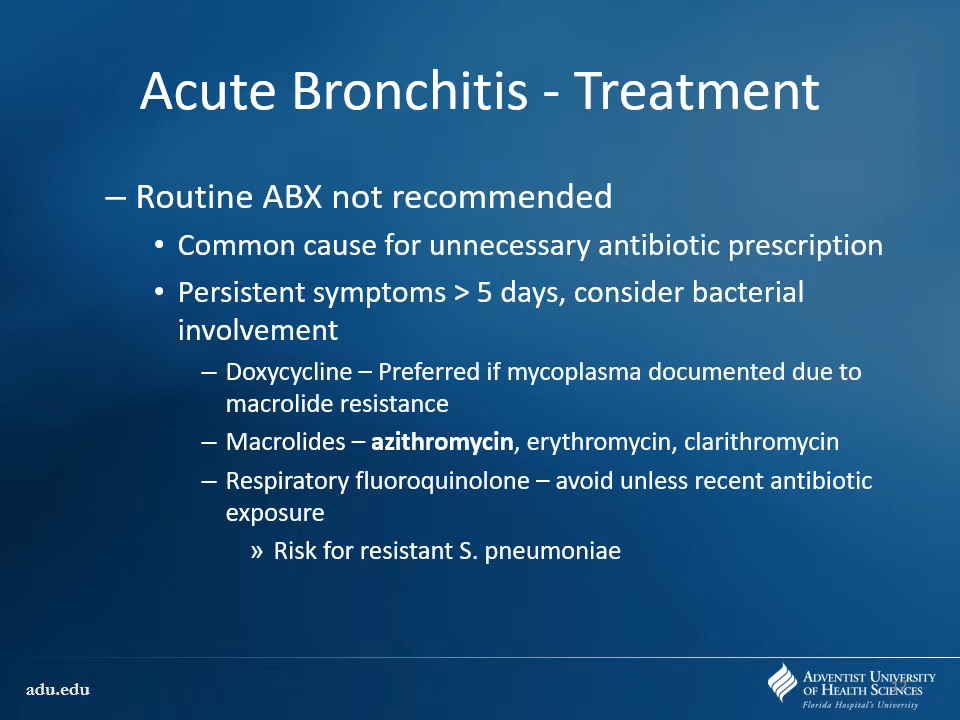 Acute Bronchitis - Treatment
– Routine ABX not recommended
• Common cause for unnecessary antibiotic prescription
• Persistent symptoms > 5 days, consider bacterial
involvement
– Doxycycline – Preferred if mycoplasma documented due to
macrolide resistance
– Macrolides – azithromycin, erythromycin, clarithromycin
– Respiratory fluoroquinolone – avoid unless recent antibiotic
exposure
» Risk for resistant S. pneumoniae
adu.edu
ADVENTIST UNIVERSITY
OF HEALTH SCIENCES
Florida Hospital's University